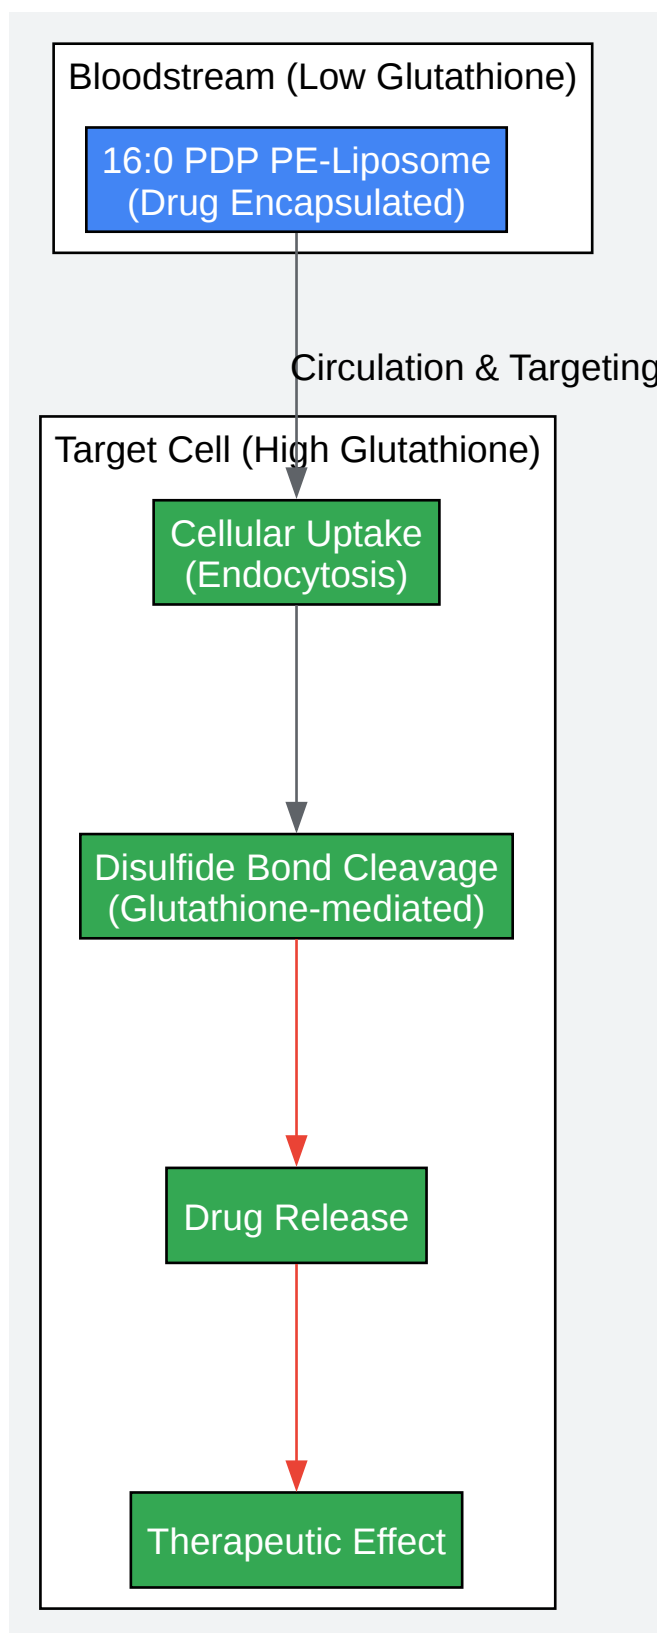 Bloodstream (Low Glutathione)
16:0 PDP PE-Liposome
(Drug Encapsulated)
Circulation & Targeting
Target Cell (High Glutathione)
Cellular Uptake
(Endocytosis)
Disulfide Bond Cleavage
(Glutathione-mediated)
Drug Release
Therapeutic Effect